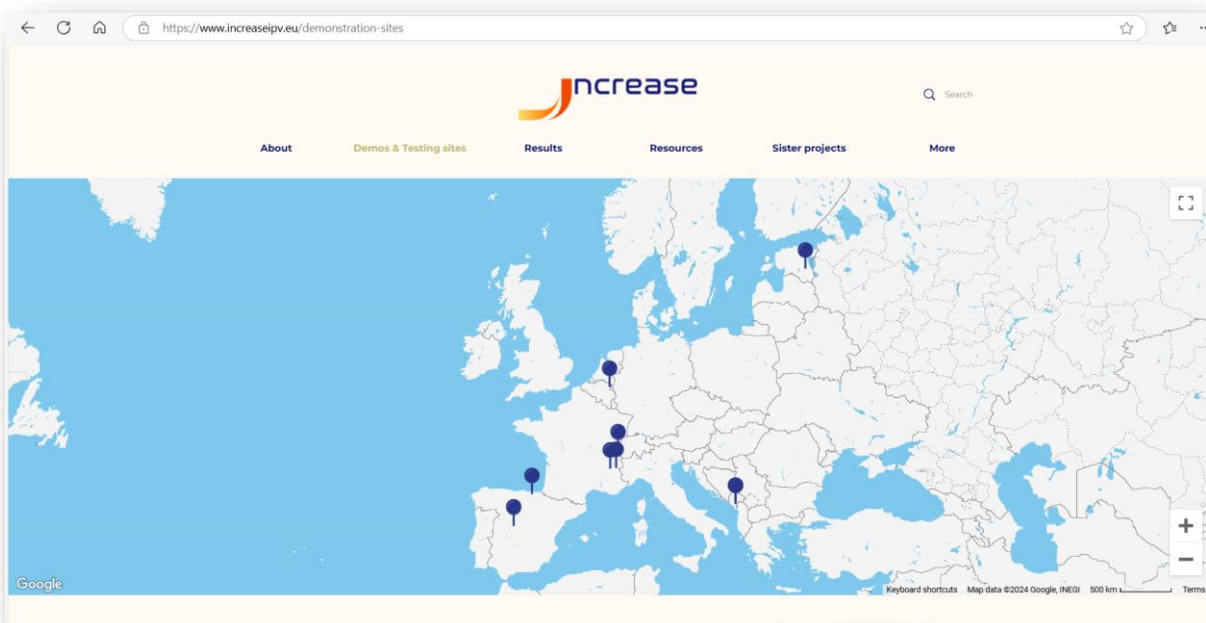 https://www.increaseipv.eu/demonstration-sites
Increase
Search
About Demos & Testing sites Results Resources Sister projects More
Google
Keyboard shortcuts Map data ©2024 Google, INEGI 500 km Terms